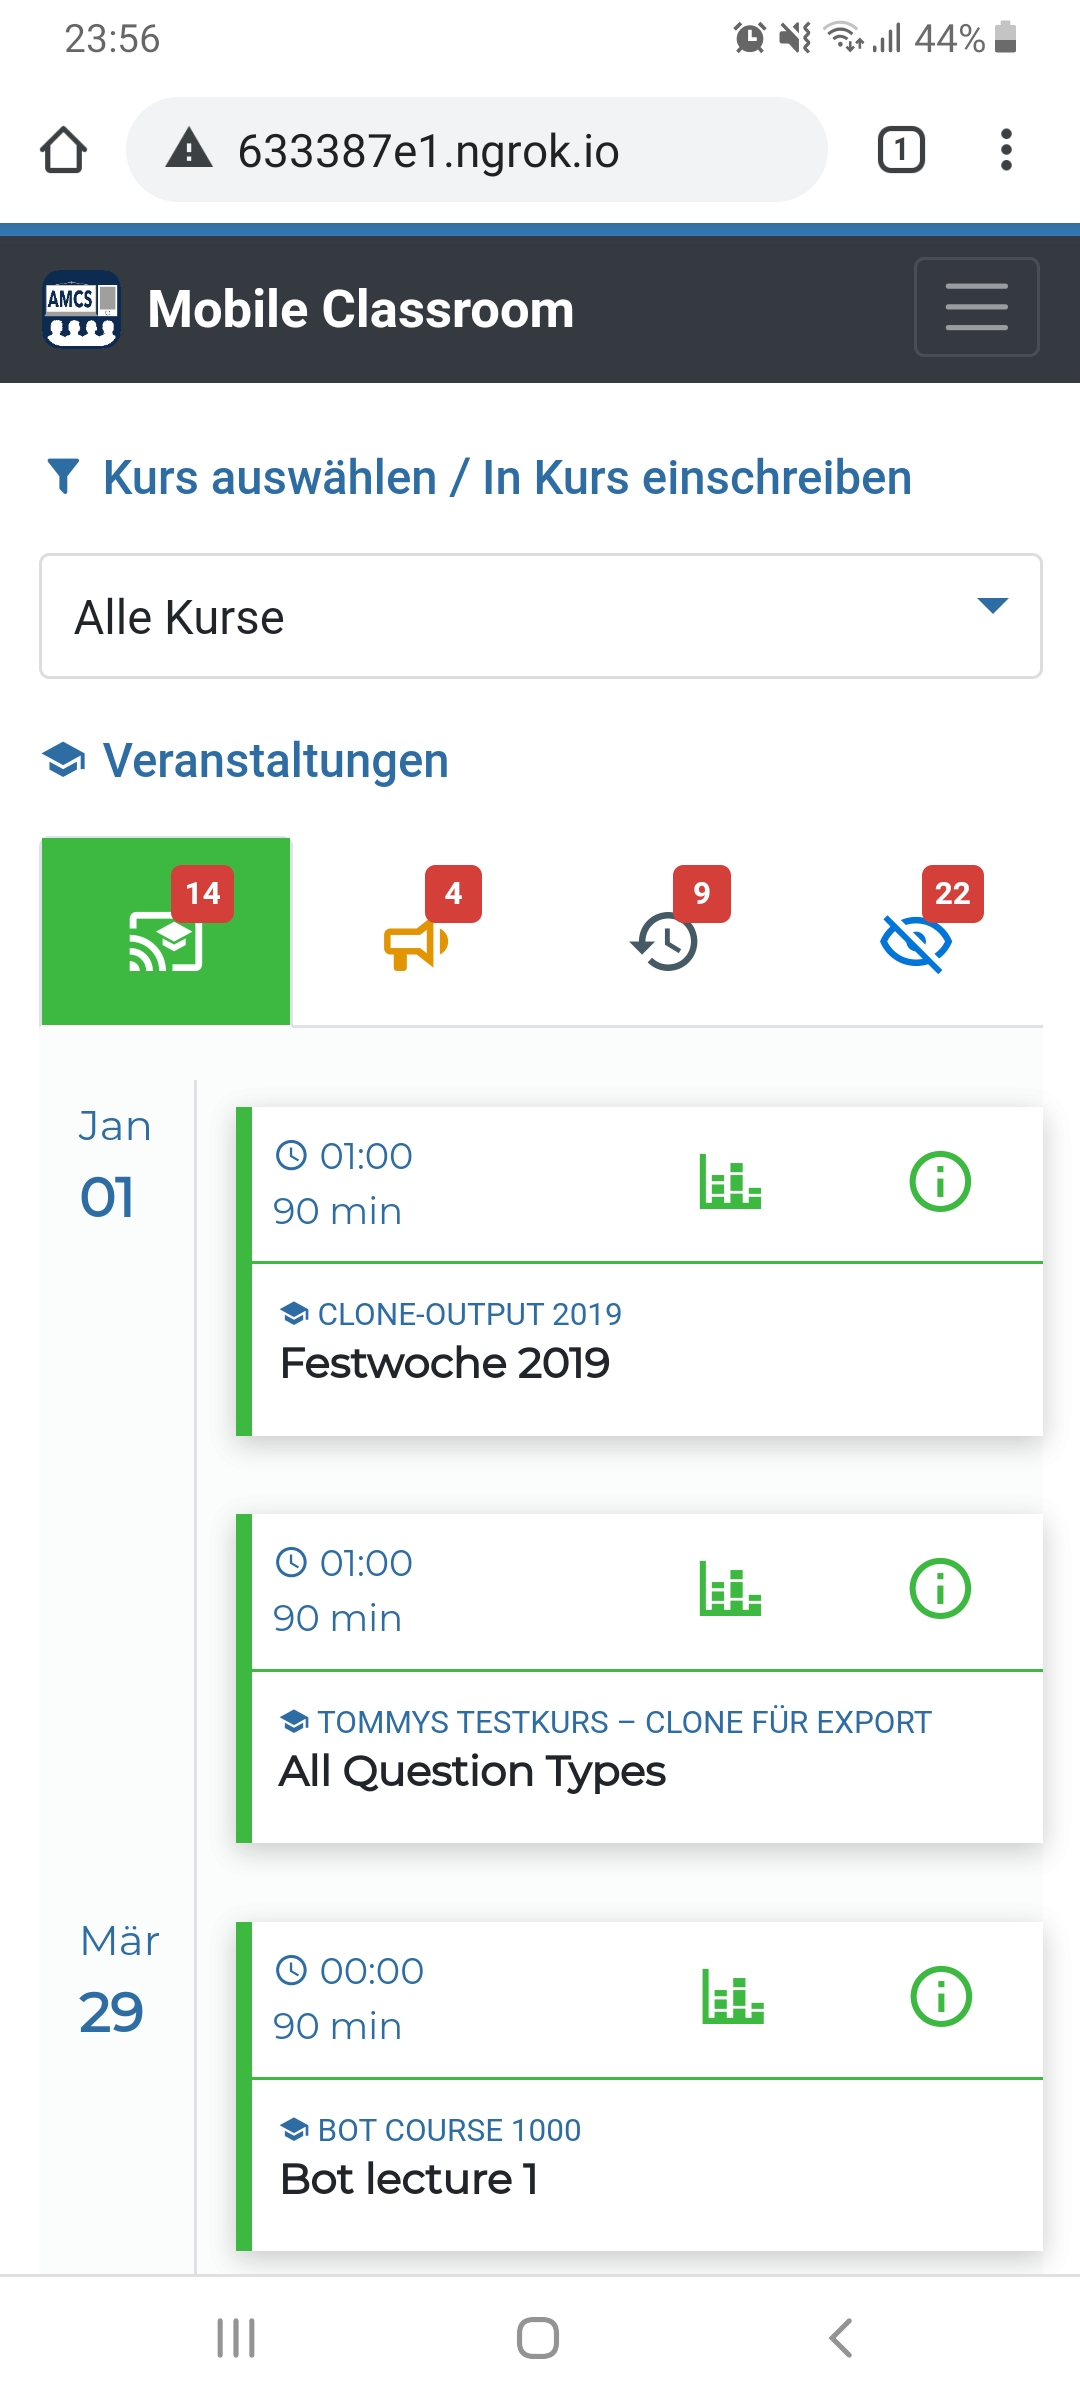 23:56
44%
633387e1.ngrok.io
1
AMCS
Mobile Classroom
Kurs auswählen / In Kurs einschreiben
Alle Kurse
Veranstaltungen
14
4
9
22
Jan
01
01:00
90 min
CLONE-OUTPUT 2019
Festwoche 2019
01:00
90 min
TOMMYS TESTKURS – CLONE FÜR EXPORT
All Question Types
Mär
29
00:00
90 min
BOT COURSE 1000
Bot lecture 1